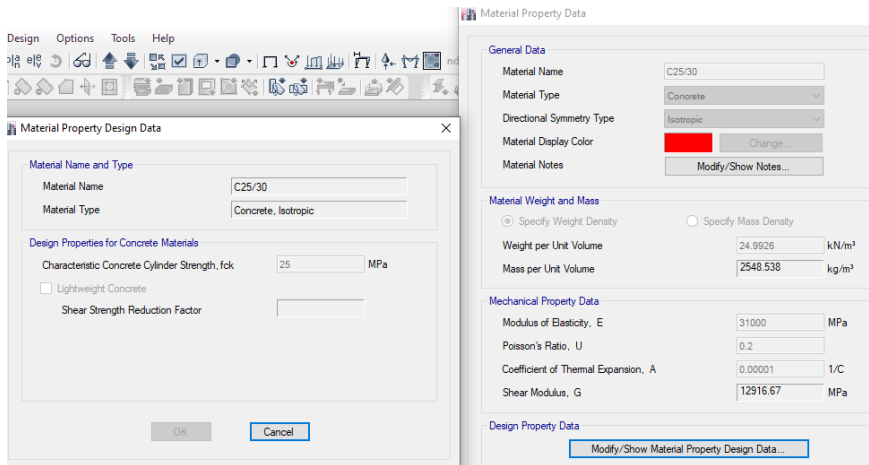 Material Property Data
Design Options Tools Help
nd
Material Property Design Data
Material Name and Type
Material Name C25/30
Material Type Concrete, Isotropic
Design Properties for Concrete Materials
Characteristic Concrete Cylinder Strength, fck 25 MPa
Lightweight Concrete
Shear Strength Reduction Factor
OK Cancel
General Data
Material Name C25/30
Material Type Concrete
Directional Symmetry Type Isotropic
Material Display Color Change...
Material Notes Modify/Show Notes...
Material Weight and Mass
Specify Weight Density Specify Mass Density
Weight per Unit Volume 24.9926 kN/m³
Mass per Unit Volume 2548.538 kg/m³
Mechanical Property Data
Modulus of Elasticity, E 31000 MPa
Poisson's Ratio, U 0.2
Coefficient of Thermal Expansion, A 0.00001 1/C
Shear Modulus, G 12916.67 MPa
Design Property Data
Modify/Show Material Property Design Data...